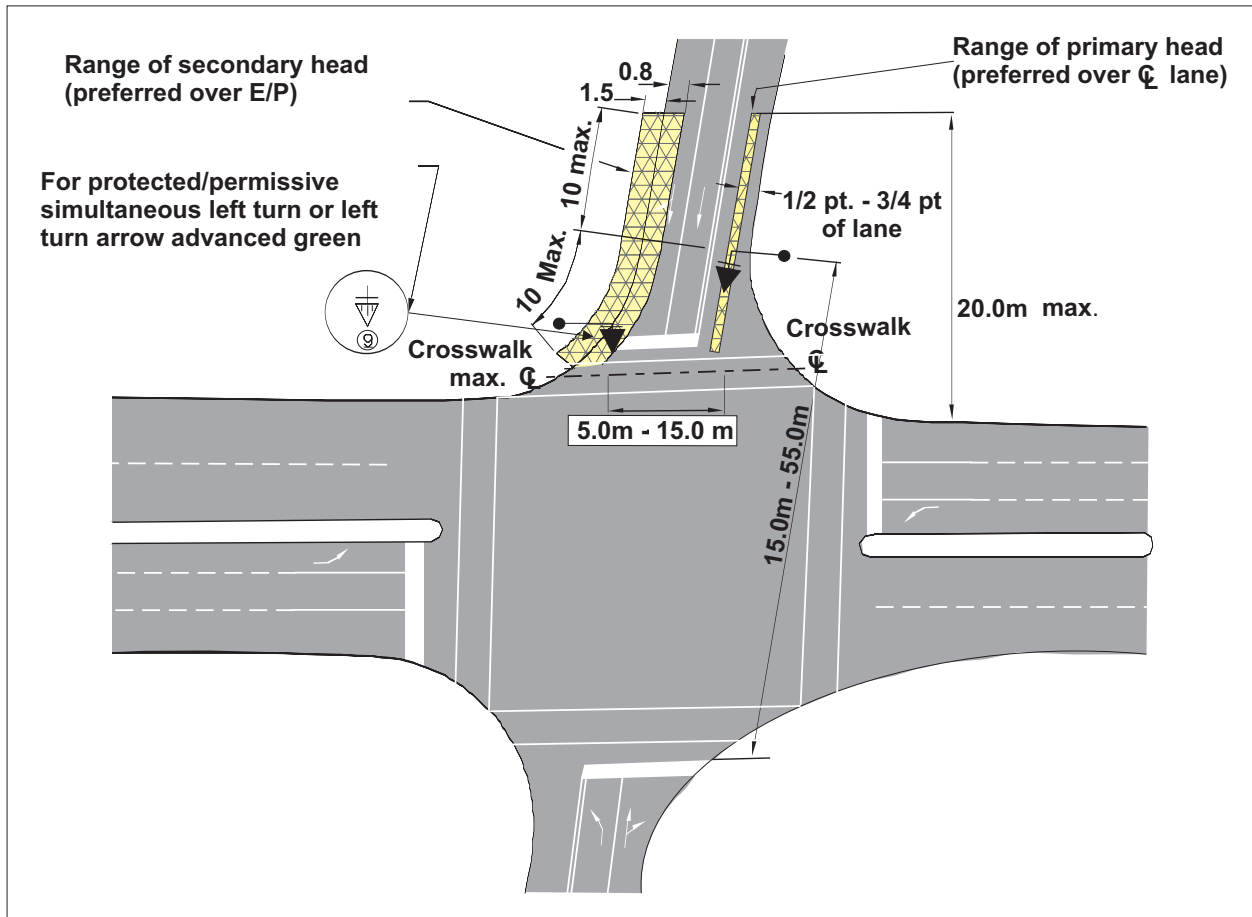 Range of secondary head
(preferred over E/P)
0.8
1.5
10 max.
10 Max.
Range of primary head
(preferred over ℄ lane)
For protected/permissive
simultaneous left turn or left
turn arrow advanced green
1/2 pt. - 3/4 pt
of lane
20.0m max.
9
Crosswalk
max. ℄
Crosswalk
℄
5.0m - 15.0 m
15.0m - 55.0m